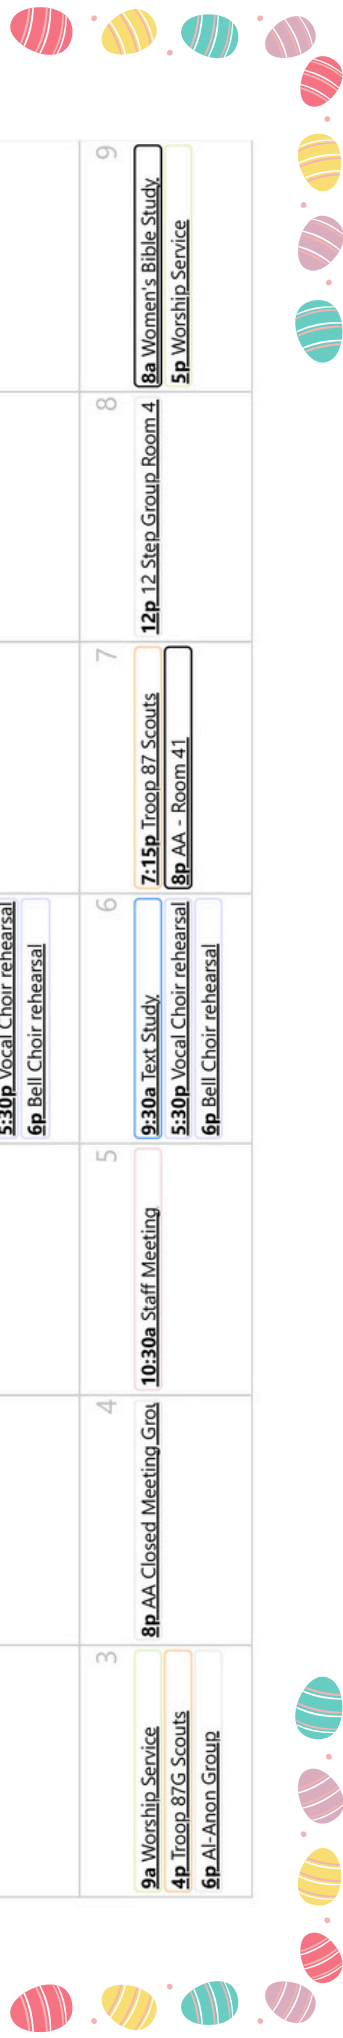 5:30p Vocal Choir rehearsal
6p Bell Choir rehearsal
3
9a Worship Service
4p Troop 87G Scouts
6p Al-Anon Group
4
8p AA Closed Meeting Grou
5
10:30a Staff Meeting
6
9:30a Text Study
5:30p Vocal Choir rehearsal
6p Bell Choir rehearsal
7
7:15p Troop 87 Scouts
8p AA - Room 41
8
12p 12 Step Group Room 4
9
8a Women's Bible Study
5p Worship Service